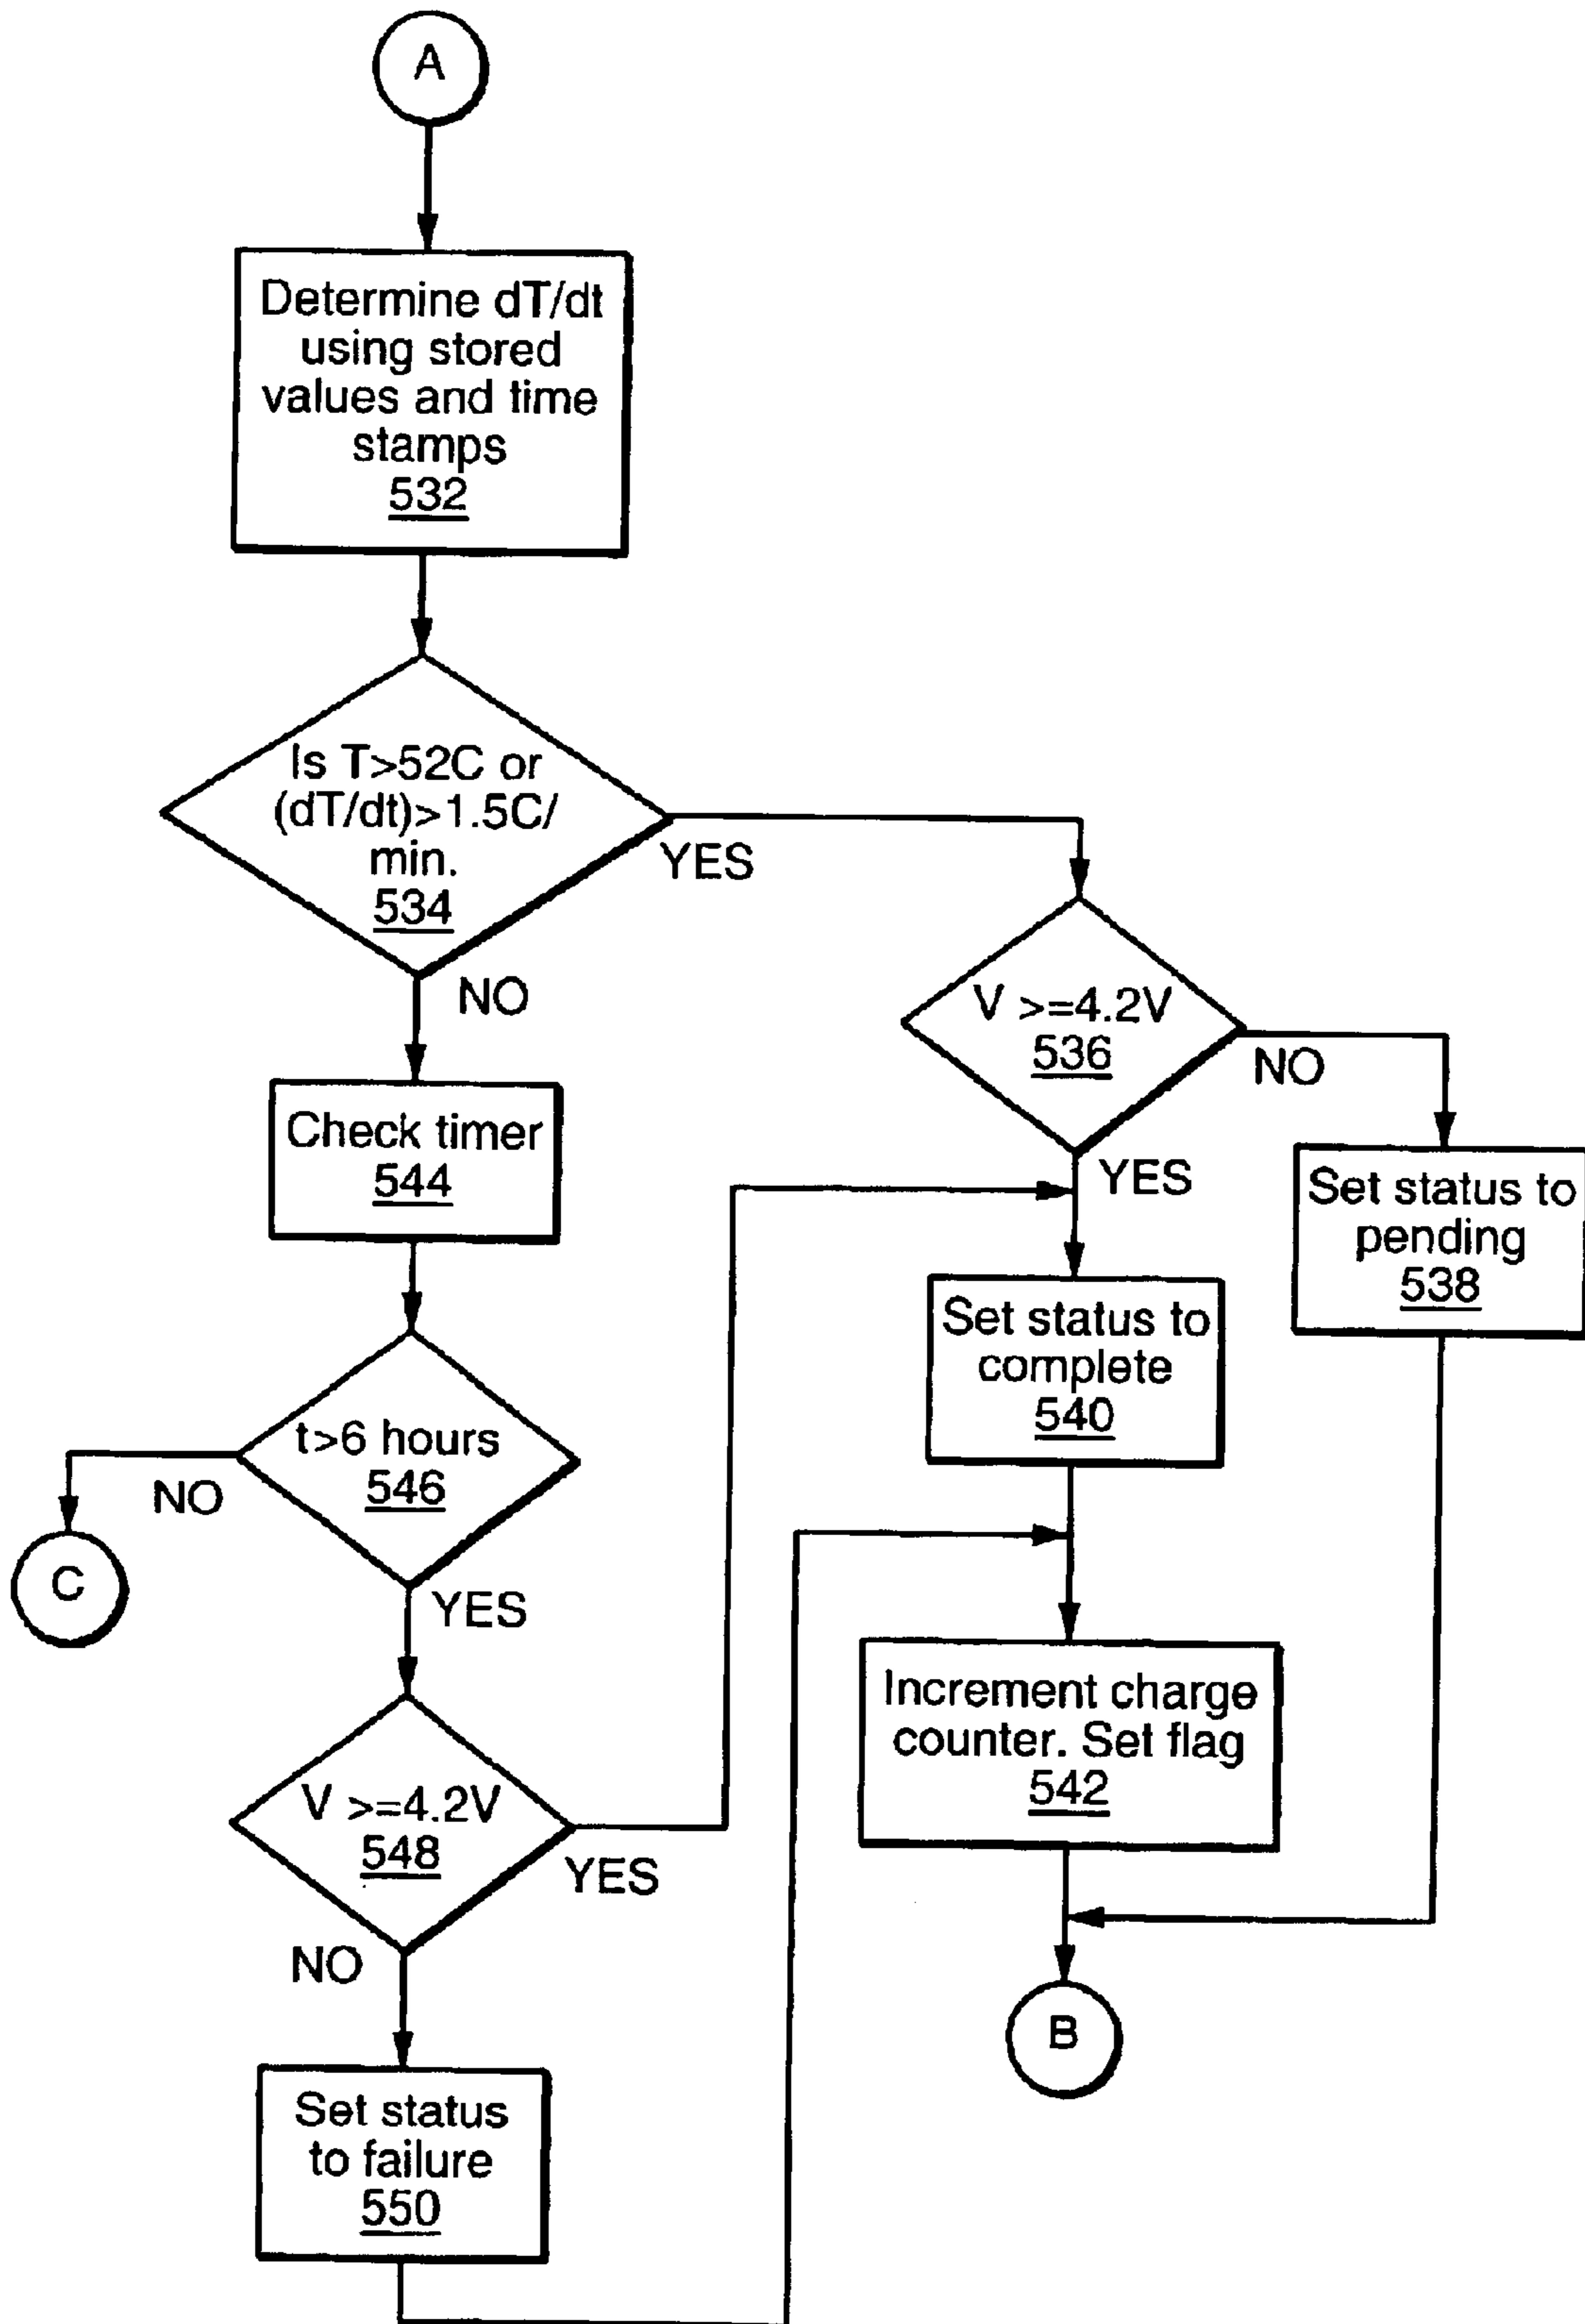 A
Determine dT/dt
using stored
values and time
stamps
532
Is T>52C or
(dT/dt)>1.5C/
min.
534
YES
NO
V >=4.2V
536
NO
YES
Check timer
544
Set status to
pending
538
Set status to
complete
540
t>6 hours
546
NO
YES
C
Increment charge
counter. Set flag
542
V >=4.2V
548
YES
NO
B
Set status
to failure
550